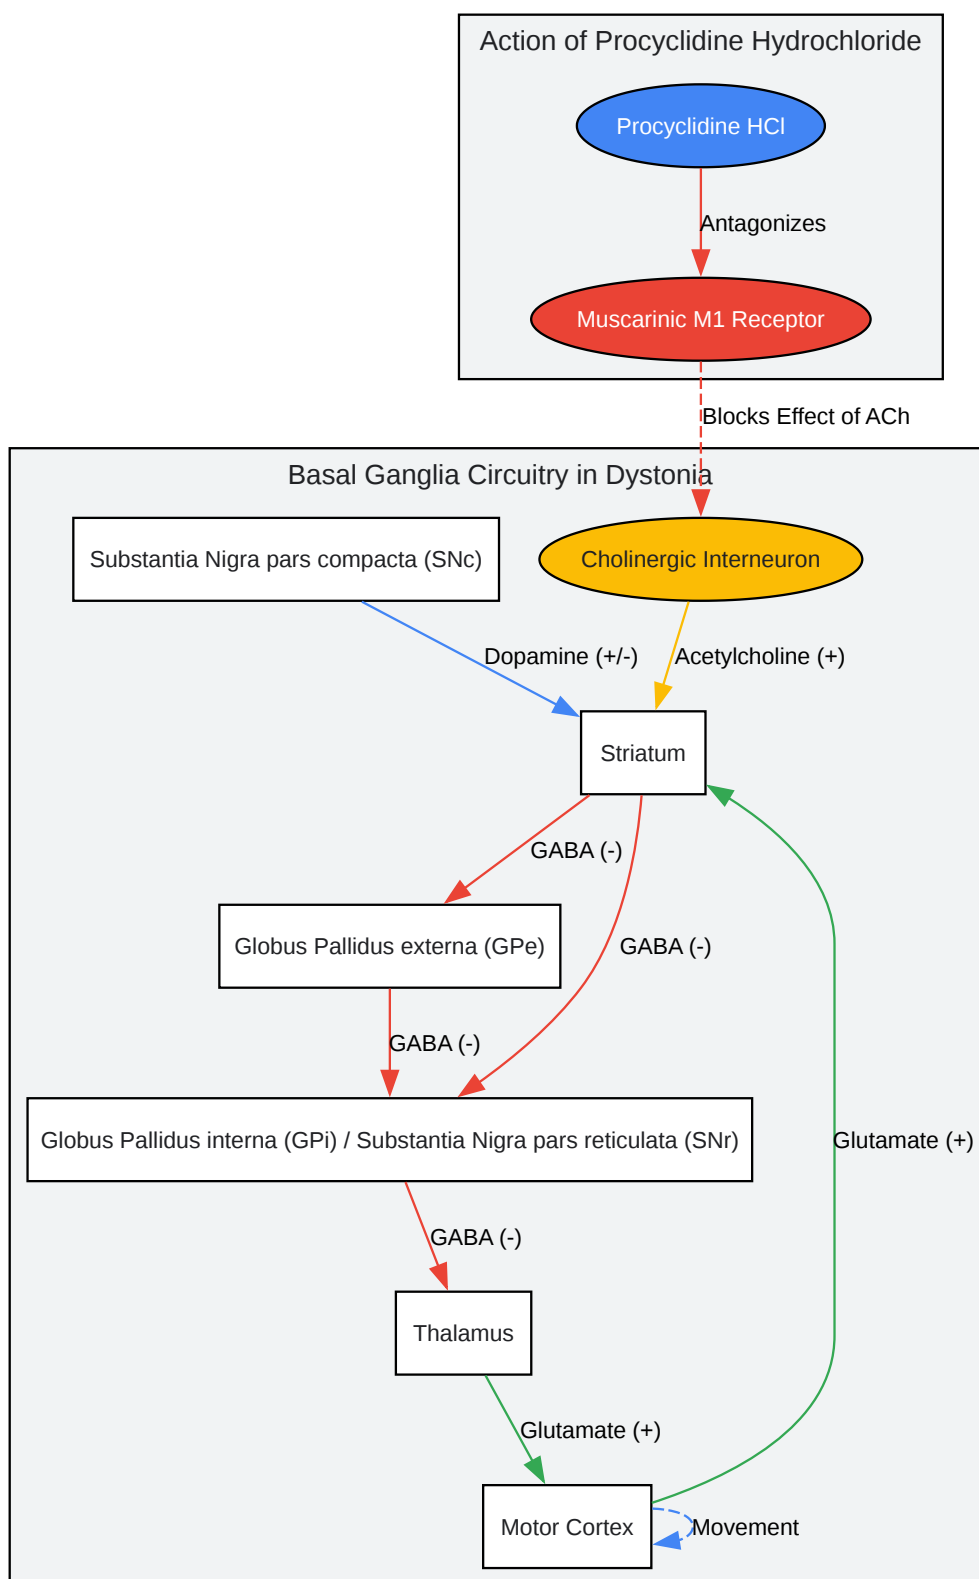 Action of Procyclidine Hydrochloride
Procyclidine HCl
Antagonizes
Muscarinic M1 Receptor
Blocks Effect of ACh
Basal Ganglia Circuitry in Dystonia
Substantia Nigra pars compacta (SNc)
Cholinergic Interneuron
Dopamine (+/-)
Acetylcholine (+)
Striatum
GABA (-)
Globus Pallidus externa (GPe)
GABA (-)
GABA (-)
Globus Pallidus interna (GPi) / Substantia Nigra pars reticulata (SNr)
Glutamate (+)
GABA (-)
Thalamus
Glutamate (+)
Motor Cortex
Movement